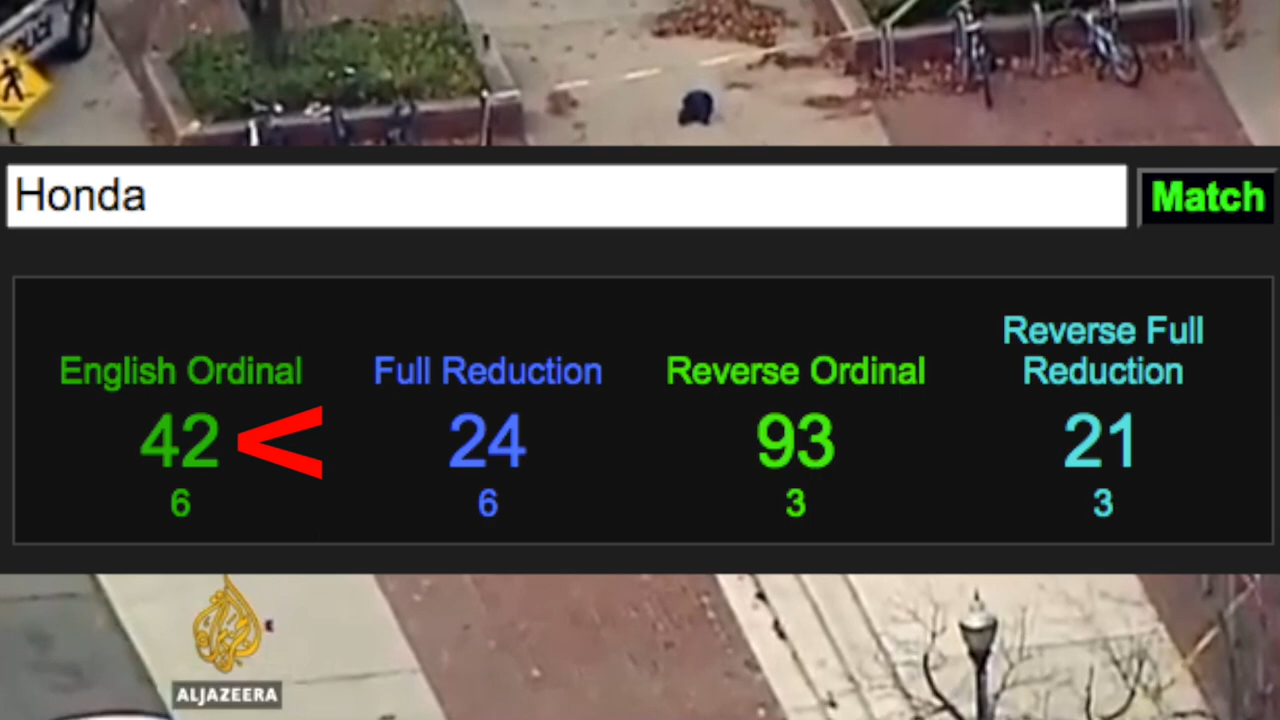 Honda
Match
English Ordinal
Full Reduction
Reverse Ordinal
Reverse Full
Reduction
42 <
24
93
21
6
6
3
3
ALJAZEERA